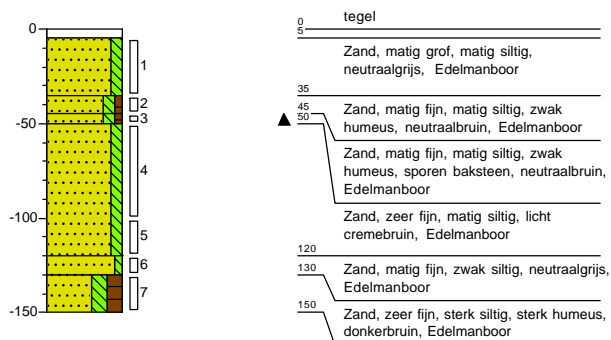 0
-50
-100
-150
1
2
3
4
5
6
7
0
tegel
5
Zand, matig grof, matig siltig,
neutraalgrijs, Edelmanboor
35
45
Zand, matig fijn, matig siltig, zwak
humeus, neutraalbruin, Edelmanboor
50
Zand, matig fijn, matig siltig, zwak
humeus, sporen baksteen, neutraalbruin,
Edelmanboor
Zand, zeer fijn, matig siltig, licht
cremebruin, Edelmanboor
120
Zand, matig fijn, zwak siltig, neutraalgrijs,
Edelmanboor
130
Zand, zeer fijn, sterk siltig, sterk humeus,
donkerbruin, Edelmanboor
150